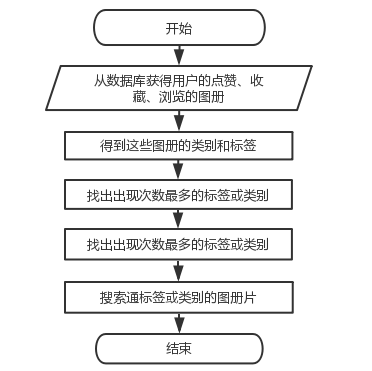 开始
从数据库获得用户的点赞、收
藏、浏览的图册
得到这些图册的类别和标签
找出出现次数最多的标签或类别
找出出现次数最多的标签或类别
搜索通标签或类别的图册片
结束